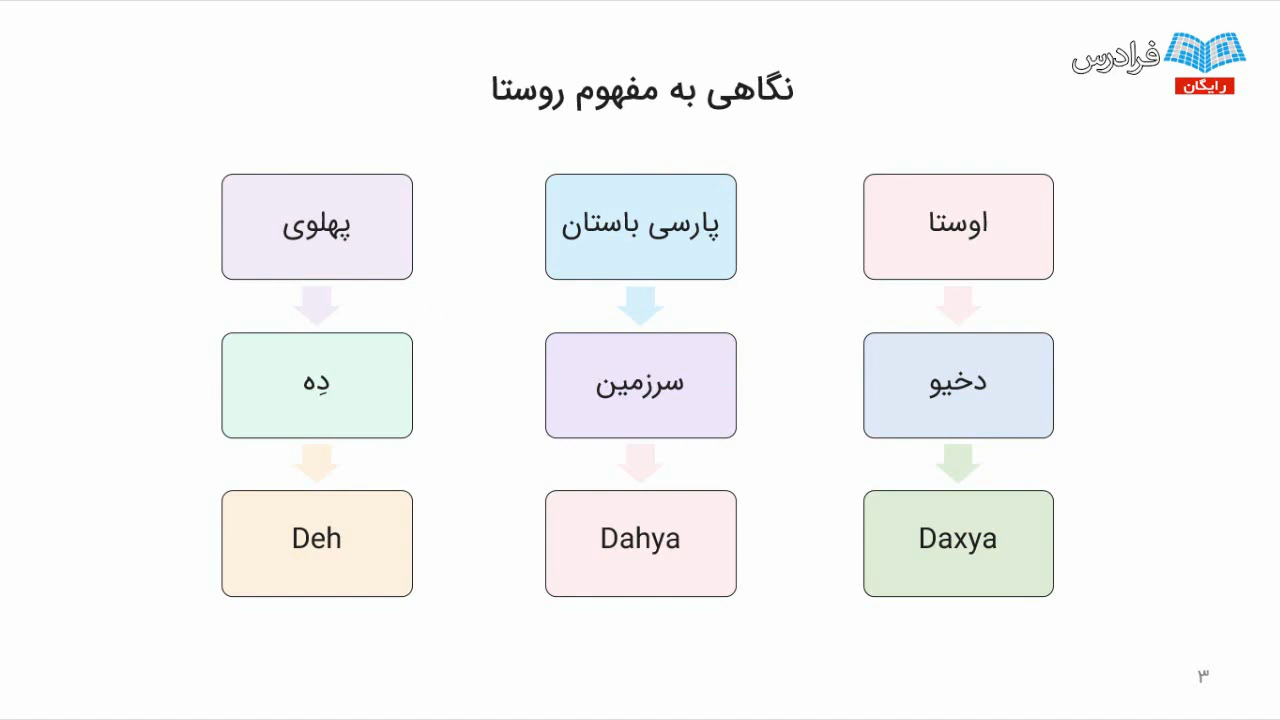 فرادرس
رایگان
نگاهی به مفهوم روستا
اوستا
پارسی باستان
پهلوی
دخیو
سرزمین
دِه
Daxya
Dahya
Deh
۳